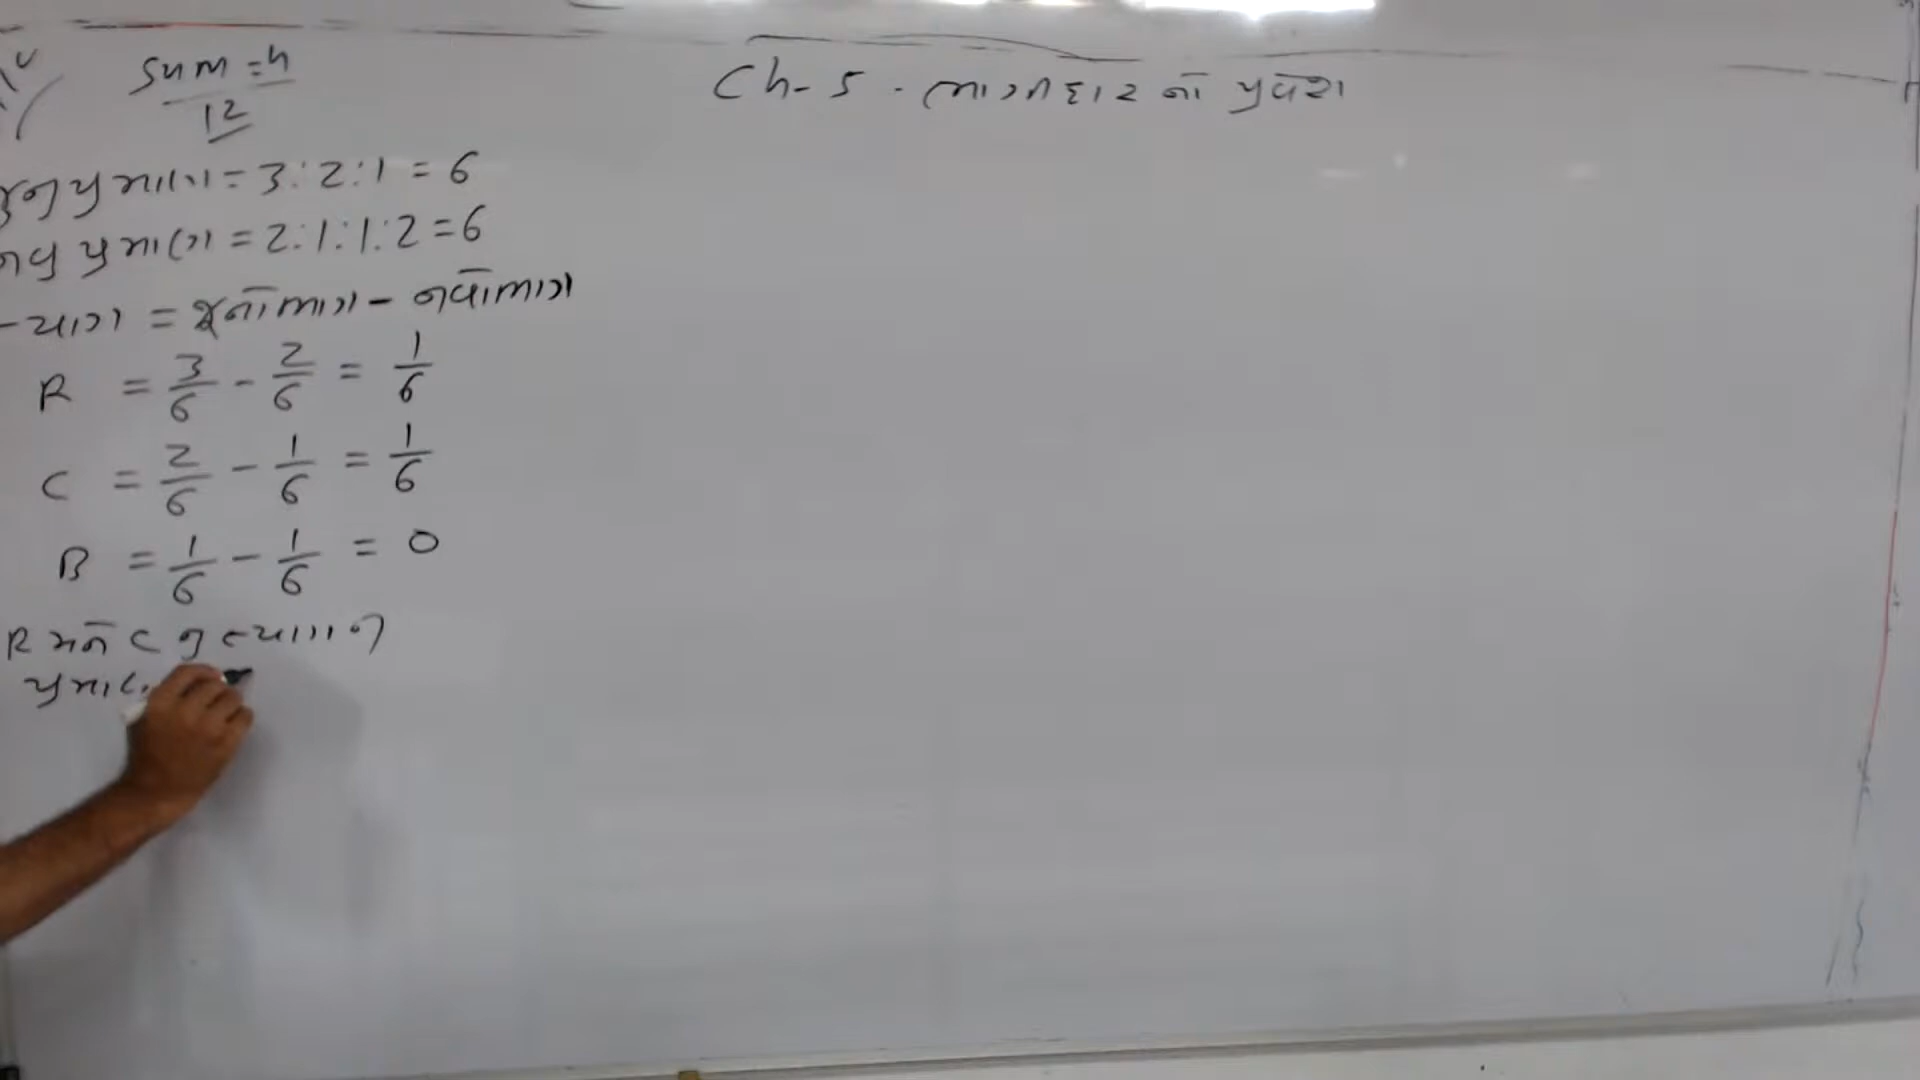 Sum = 4
12
Ch-5. ભાગીદાર નો પ્રવેશ
જુનુ પ્રમાણ = 3:2:1 = 6
નવુ પ્રમાણ = 2:1:1:2 = 6
ત્યાગ = જુનોભાગ - નવોભાગ
R = 3/6 - 2/6 = 1/6
C = 2/6 - 1/6 = 1/6
B = 1/6 - 1/6 = 0
R અને C નુ ત્યાગનુ